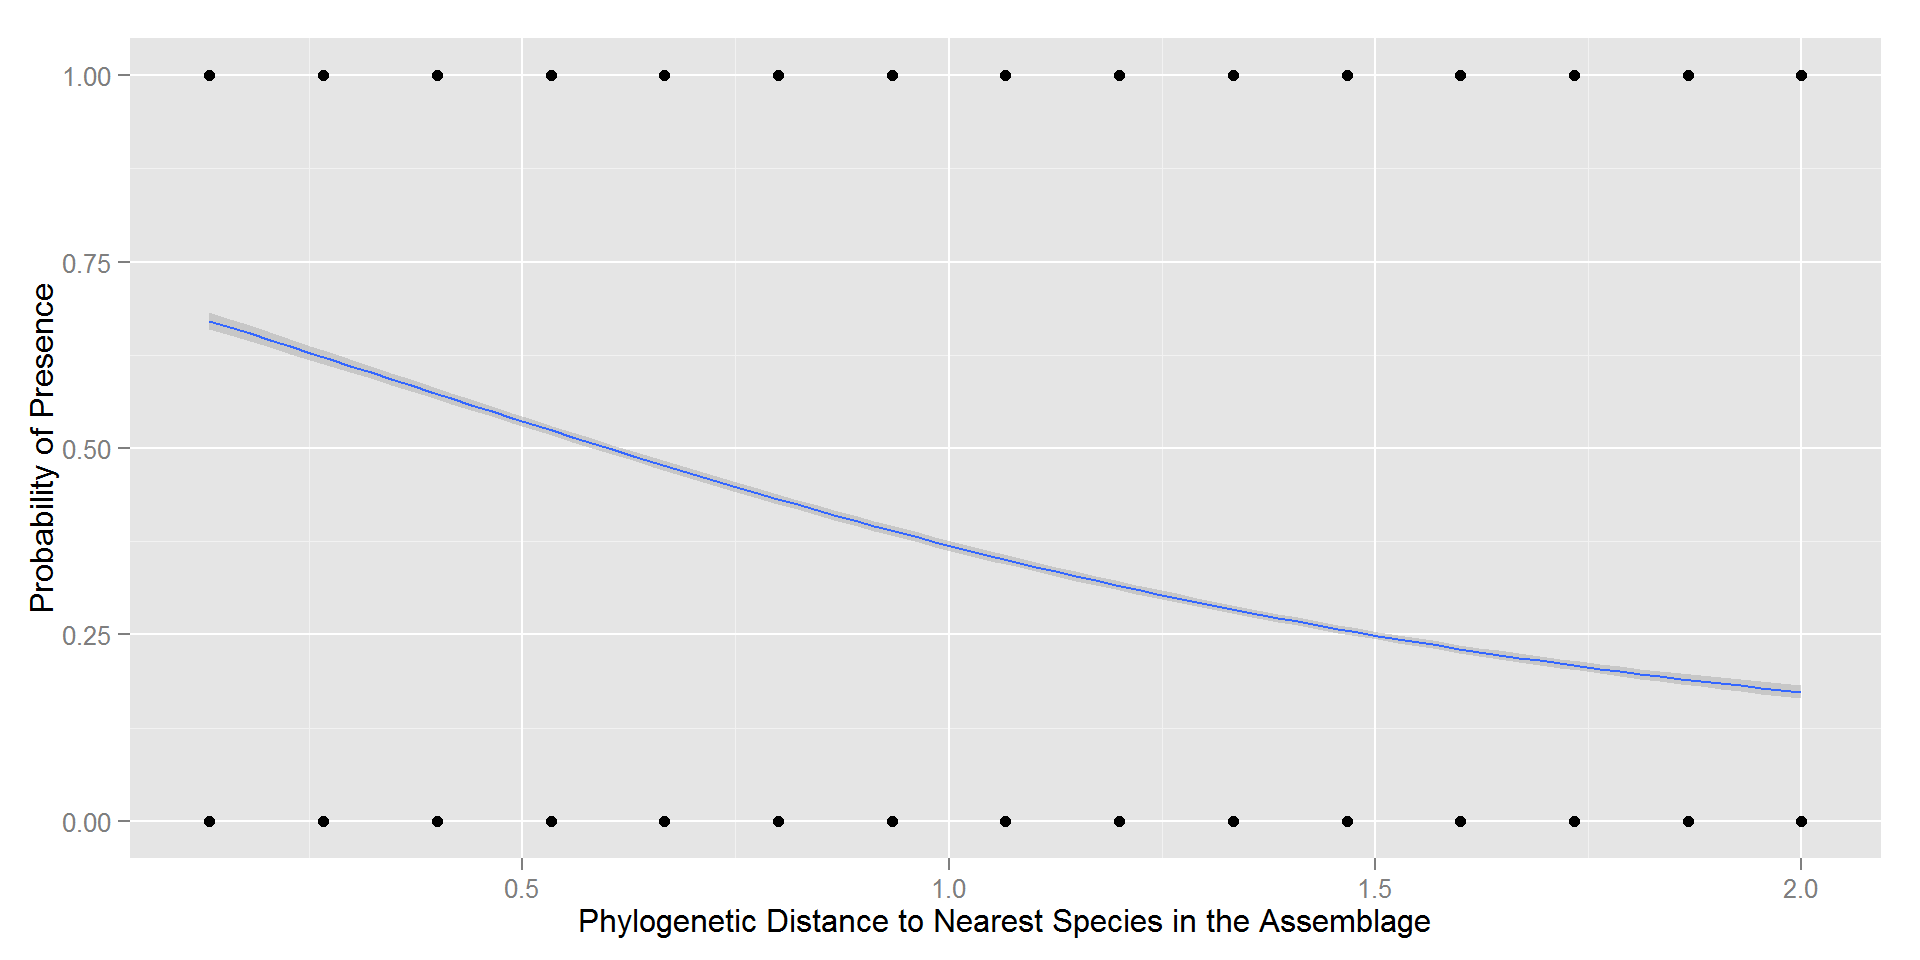 1.00
0.75
0.50
0.25
0.00
Probability of Presence
0.5 1.0 1.5 2.0
Phylogenetic Distance to Nearest Species in the Assemblage